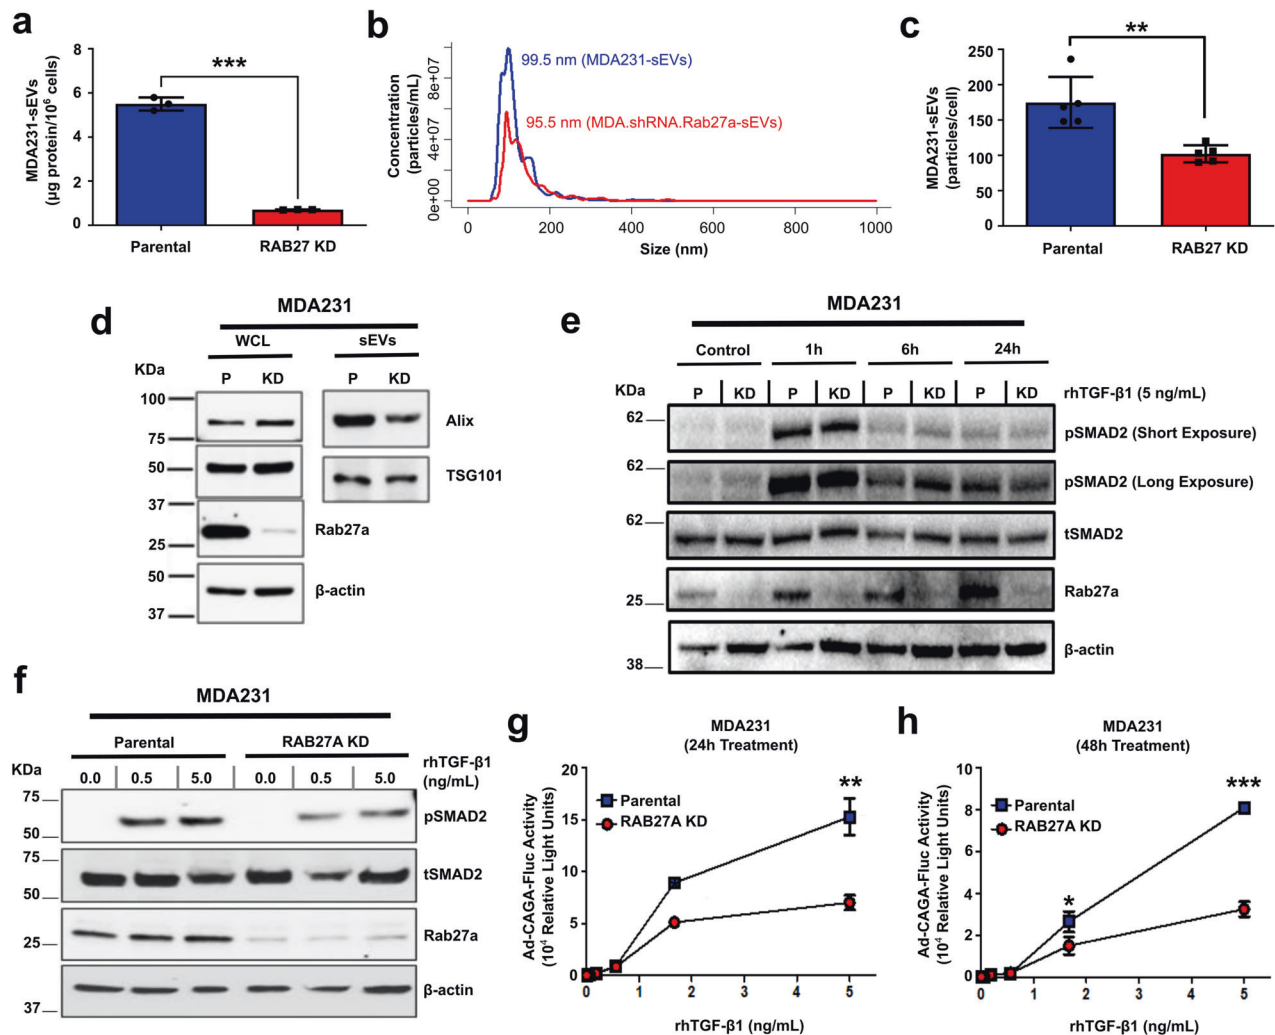 a
MDA231-sEVs
(µg protein/10⁶ cells)
8
6
4
2
0
***
Parental
RAB27 KD
b
Concentration
(particles/mL)
8e+07
4e+07
0e+00
99.5 nm (MDA231-sEVs)
95.5 nm (MDA.shRNA.Rab27a-sEVs)
0
200
400
600
800
1000
Size (nm)
c
MDA231-sEVs
(particles/cell)
250
200
150
100
50
0
**
Parental
RAB27 KD
d
MDA231
WCL
sEVs
KDa
P
KD
P
KD
100
75
50
37
25
50
37
Alix
TSG101
Rab27a
β-actin
e
MDA231
Control
1h
6h
24h
KDa
P
KD
P
KD
P
KD
P
KD
rhTGF-β1 (5 ng/mL)
62
pSMAD2 (Short Exposure)
62
pSMAD2 (Long Exposure)
62
tSMAD2
25
Rab27a
38
β-actin
f
MDA231
Parental
RAB27A KD
KDa
0.0
0.5
5.0
0.0
0.5
5.0
rhTGF-β1
(ng/mL)
75
50
pSMAD2
75
50
tSMAD2
25
Rab27a
37
β-actin
g
MDA231
(24h Treatment)
Ad-CAGA-Fluc Activity
(10⁴ Relative Light Units)
20
15
10
5
0
Parental
RAB27A KD
**
0
1
2
3
4
5
rhTGF-β1 (ng/mL)
h
MDA231
(48h Treatment)
Ad-CAGA-Fluc Activity
(10⁴ Relative Light Units)
10
8
6
4
2
0
Parental
RAB27A KD
*
***
0
1
2
3
4
5
rhTGF-β1 (ng/mL)